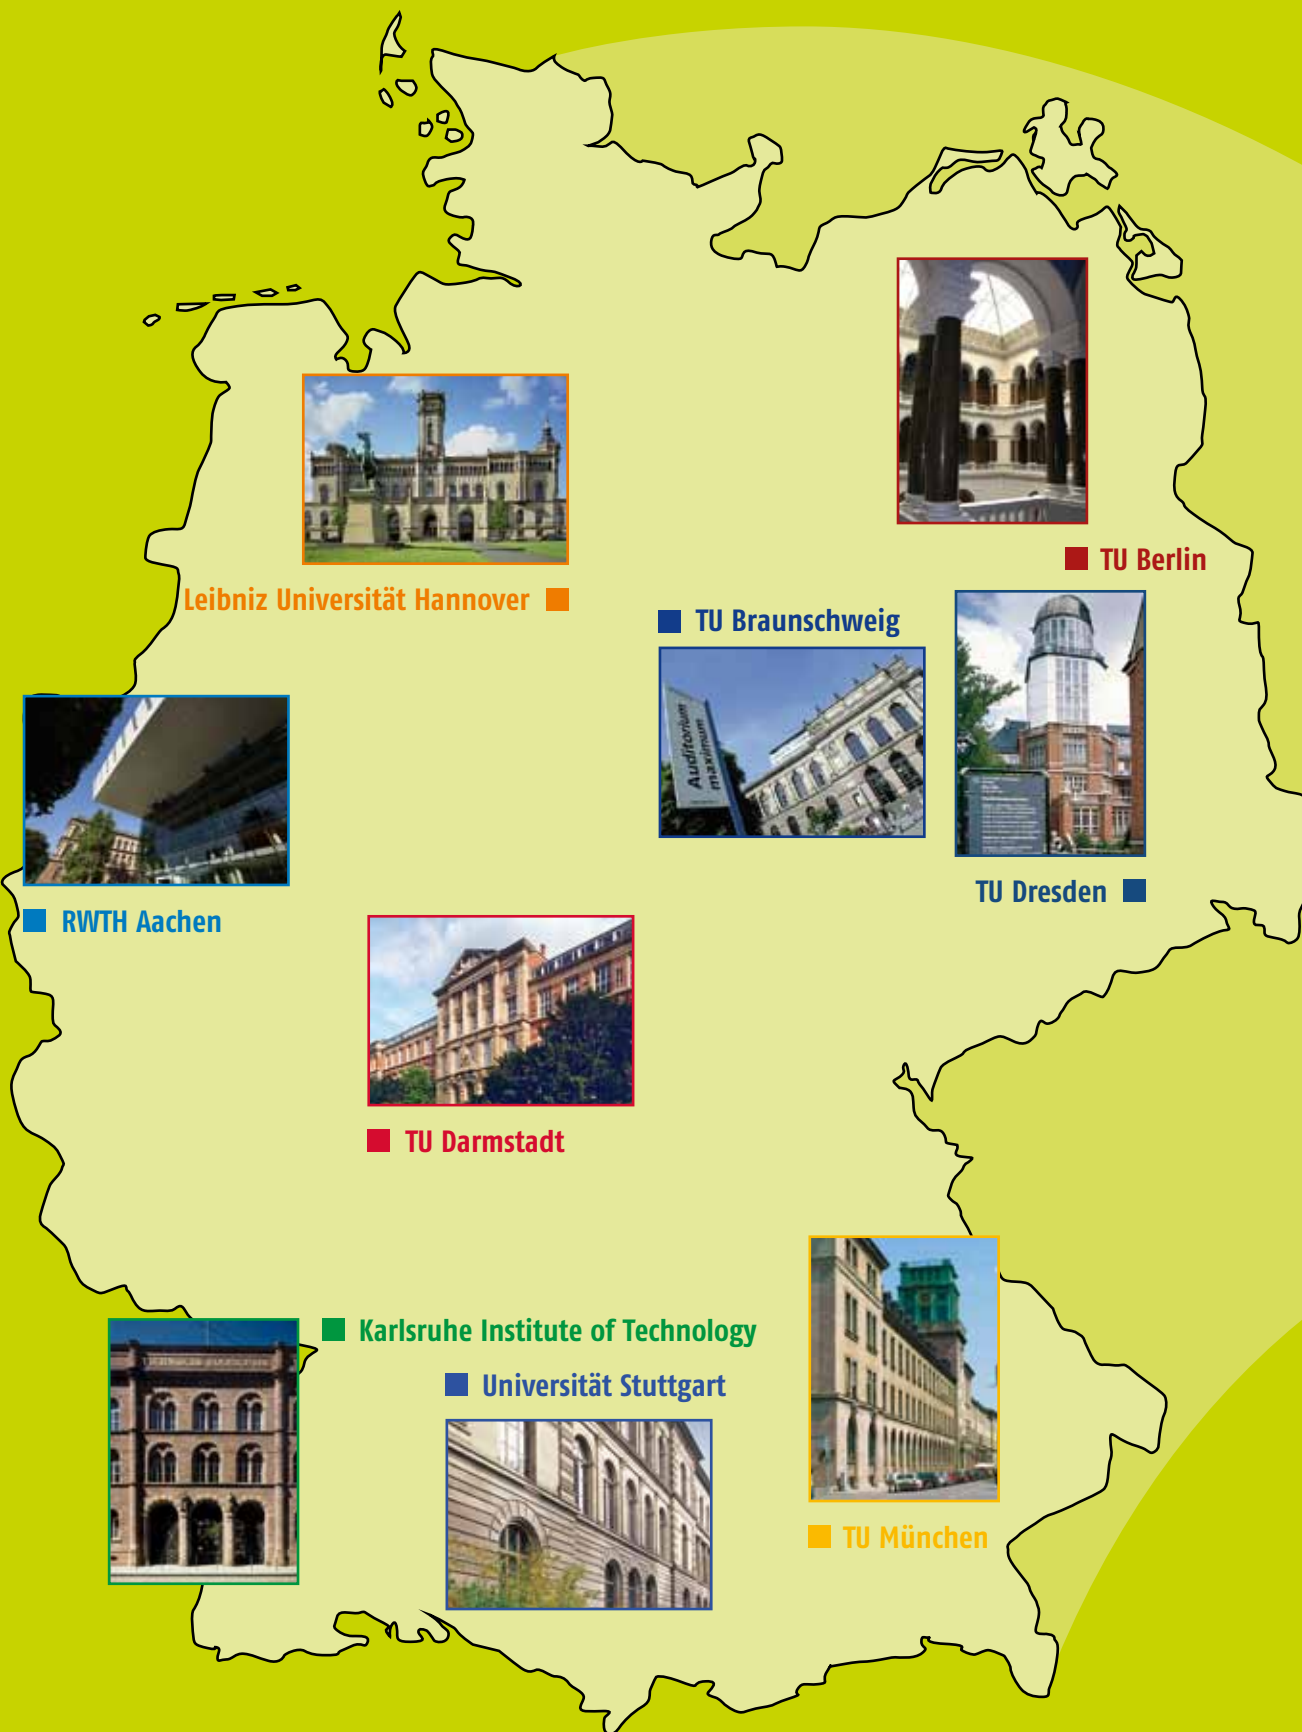 TU Berlin
Leibniz Universität Hannover
TU Braunschweig
Auditorium
maximum
TU Dresden
RWTH Aachen
TU Darmstadt
Karlsruhe Institute of Technology
Universität Stuttgart
TU München